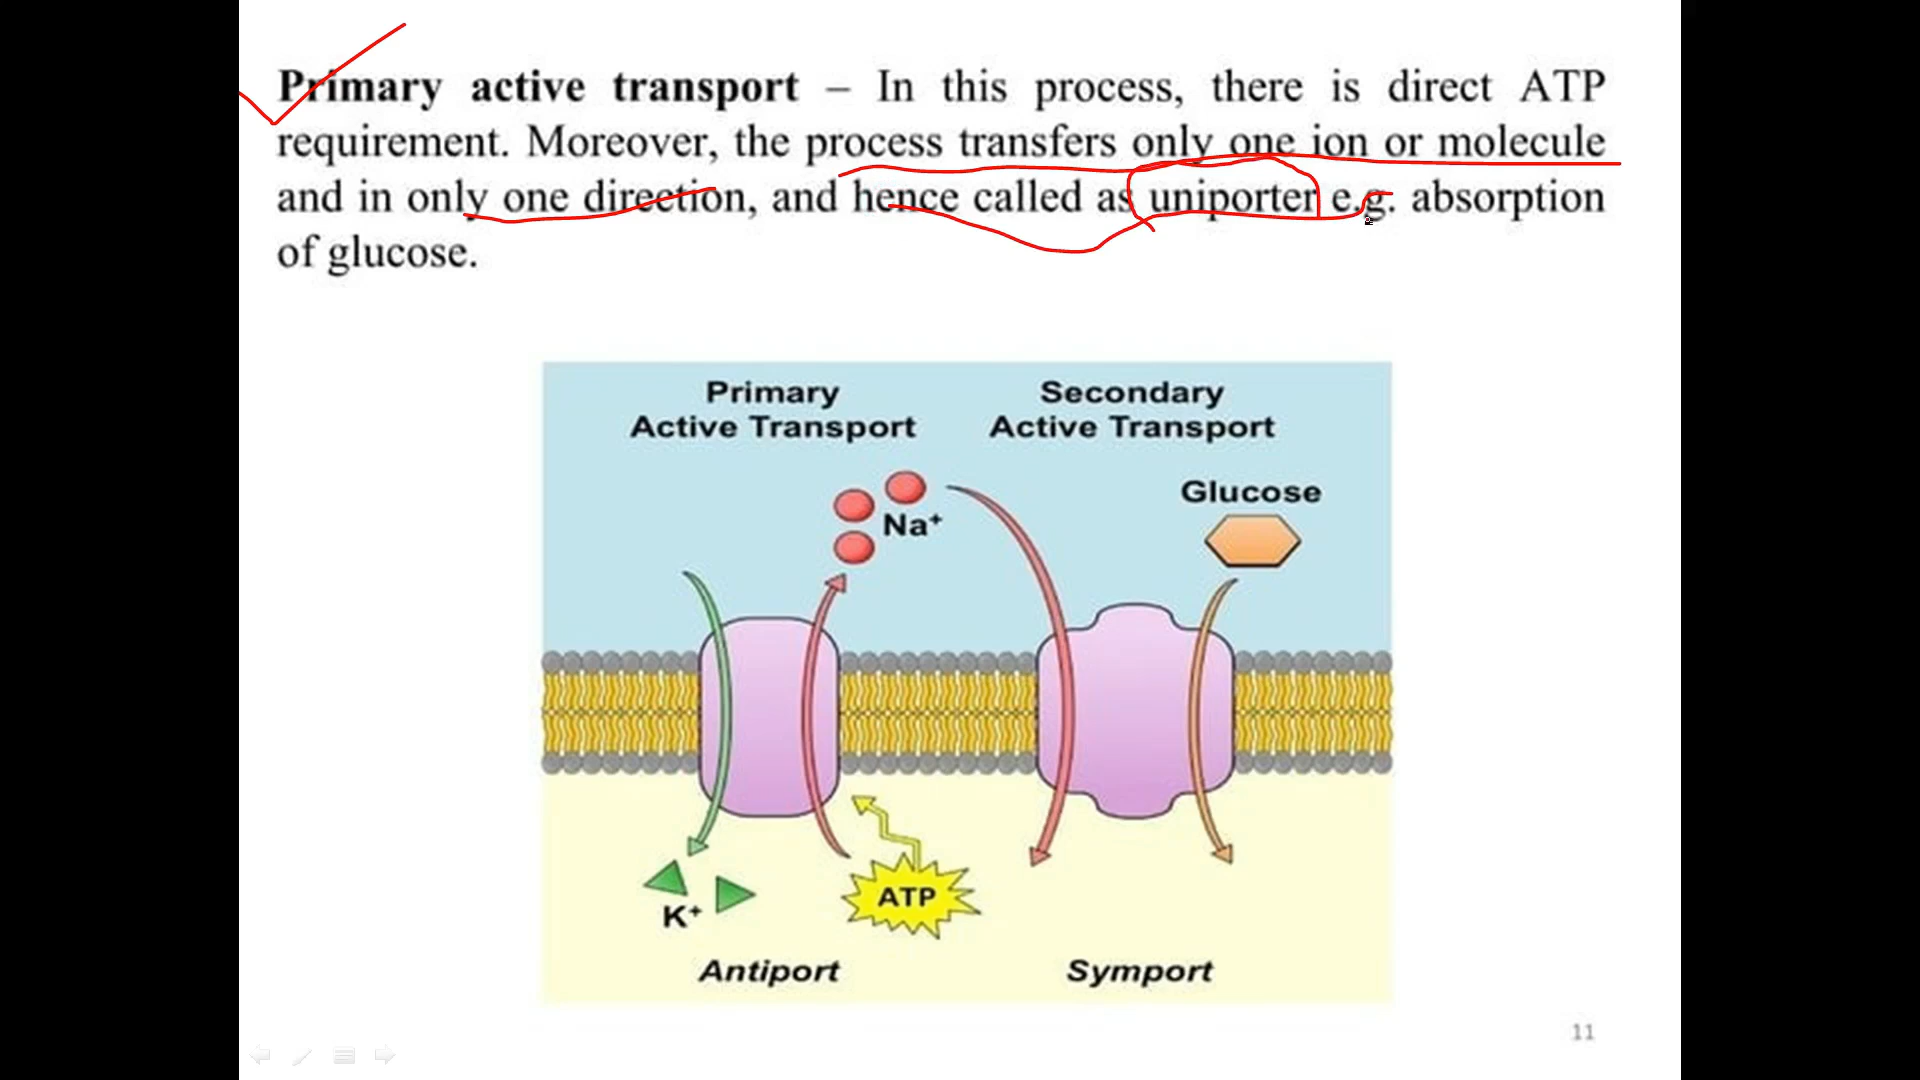 Primary active transport – In this process, there is direct ATP
requirement. Moreover, the process transfers only one ion or molecule
and in only one direction, and hence called as uniporter e.g. absorption
of glucose.
Primary
Active Transport
Secondary
Active Transport
Glucose
Na⁺
ATP
K⁺
Antiport
Symport
11